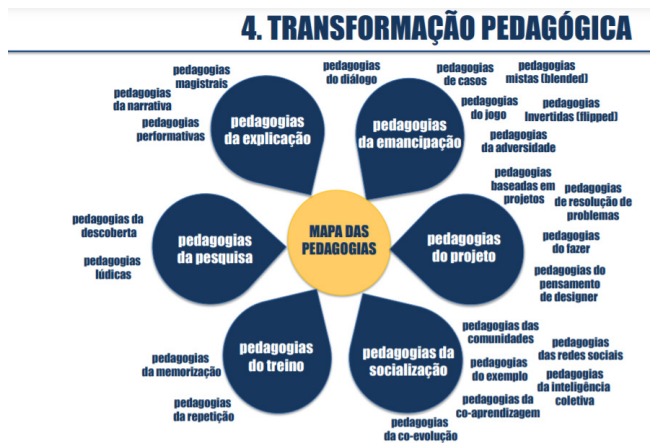 4. TRANSFORMAÇÃO PEDAGÓGICA
pedagogias
magistrais
pedagogias
da narrativa
pedagogias
performativas
pedagogias
da explicação
pedagogias
do diálogo
pedagogias
de casos
pedagogias
mistas (blended)
pedagogias
do jogo
pedagogias
Invertidas (flipped)
pedagogias
da adversidade
pedagogias
da emancipação
pedagogias
baseadas em
projetos
pedagogias
de resolução de
problemas
pedagogias
do fazer
pedagogias do
pensamento
de designer
pedagogias
do projeto
MAPA DAS
PEDAGOGIAS
pedagogias da
descoberta
pedagogias
lúdicas
pedagogias
da pesquisa
pedagogias
do treino
pedagogias
da memorização
pedagogias
da repetição
pedagogias da
socialização
pedagogias das
comunidades
pedagogias
das redes sociais
pedagogias
do exemplo
pedagogias
da inteligência
coletiva
pedagogias da
co-aprendizagem
pedagogias
da co-evolução